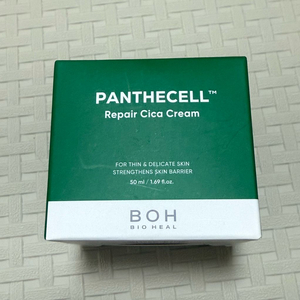 PANTHECELL™
Repair Cica Cream
FOR THIN & DELICATE SKIN
STRENGTHENS SKIN BARRIER
50 ml / 1.69 fl.oz.
BOH
BIO HEAL